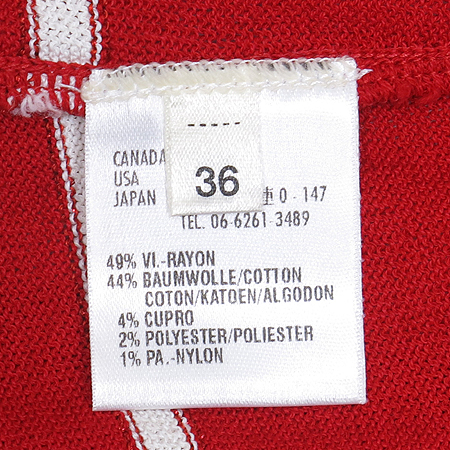 -----
36
CANADA
USA
JAPAN 0 - 147
TEL. 06-6261-3489
49% VI.-RAYON
44% BAUMWOLLE/COTTON
COTON/KATOEN/ALGODON
4% CUPRO
2% POLYESTER/POLIESTER
1% PA.-NYLON